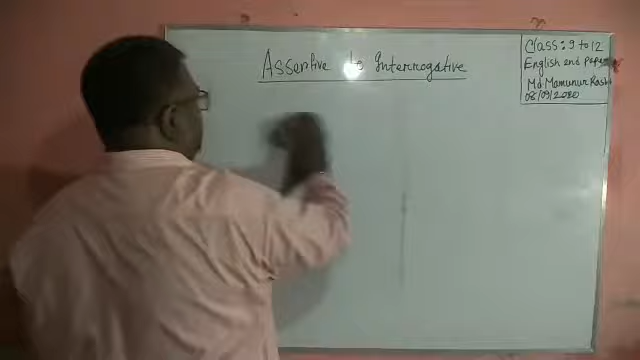 Assertive to Interrogative
Class: 9 to 12
English 2nd Paper
Md. Mamunur Rash
08/09/2020